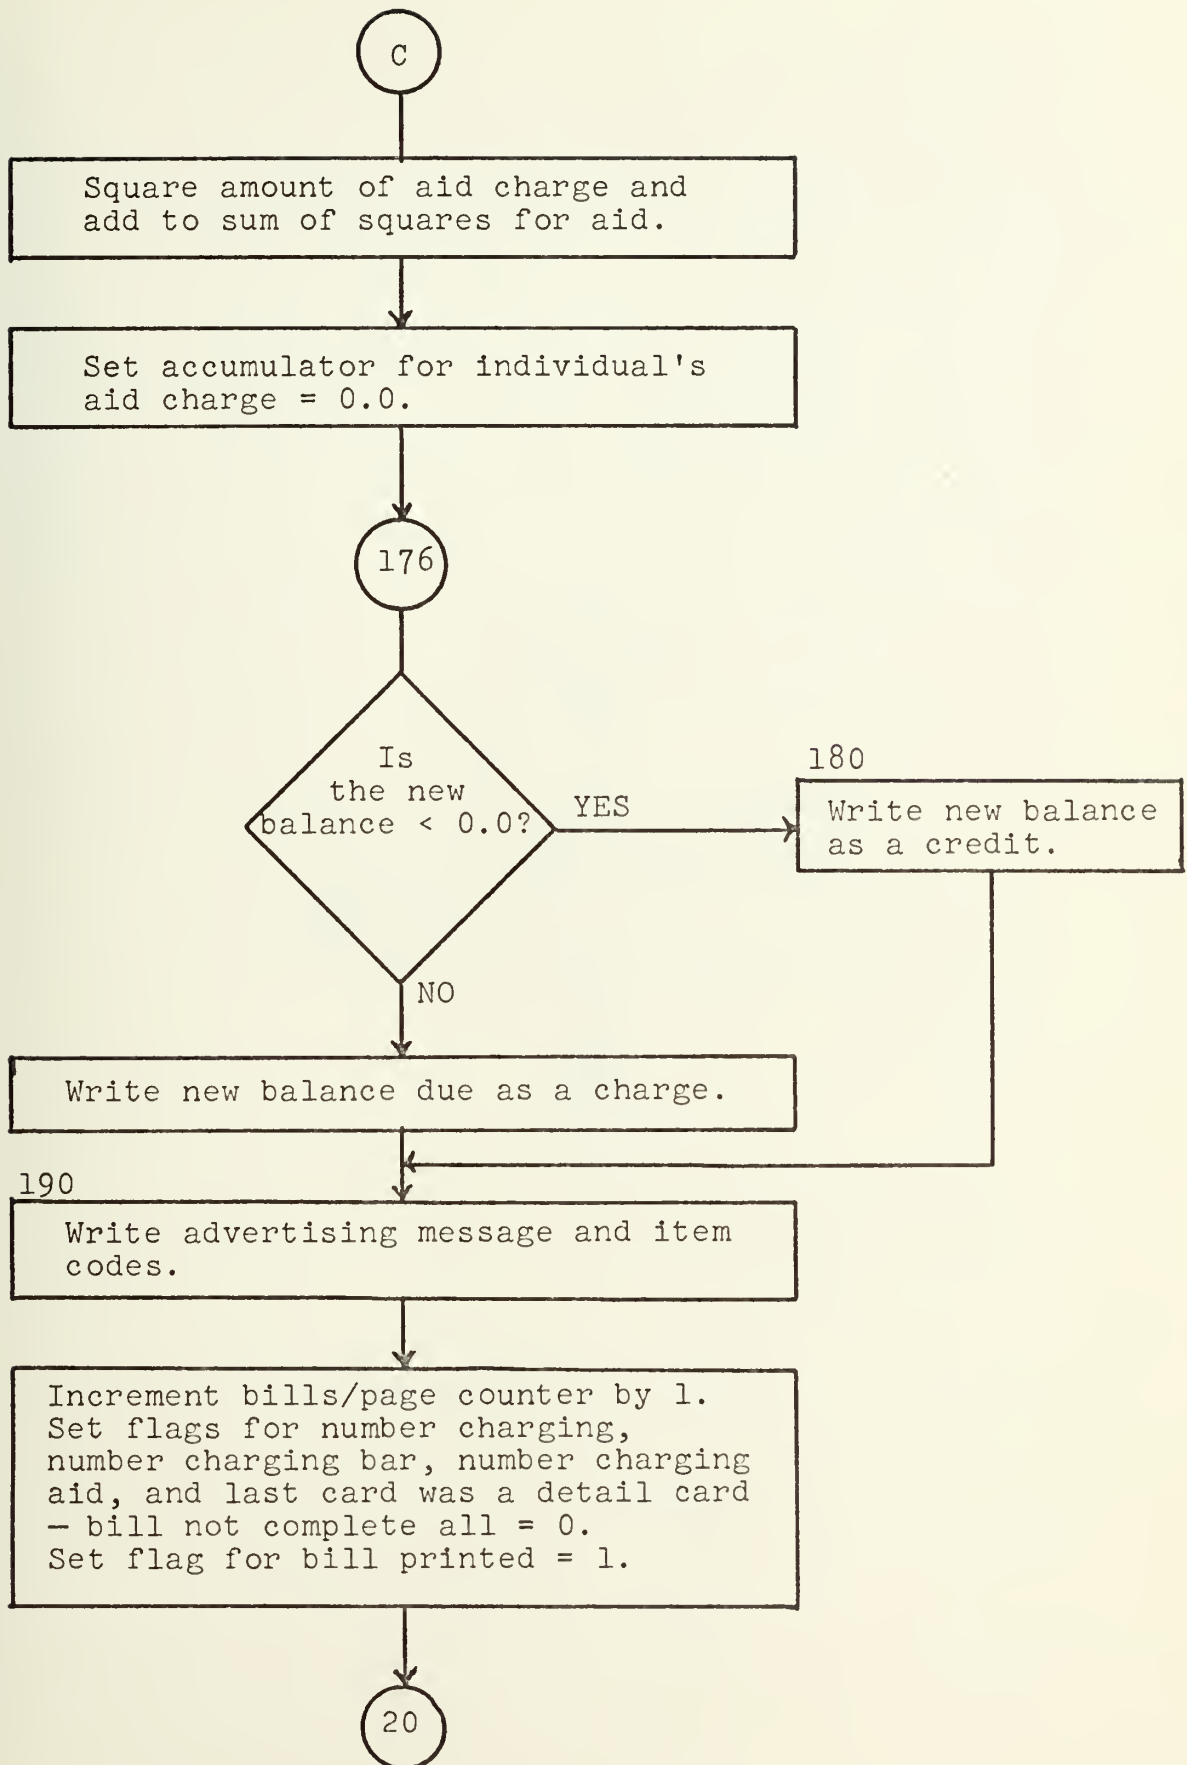 C
Square amount of aid charge and
add to sum of squares for aid.
Set accumulator for individual's
aid charge = 0.0.
176
Is
the new
balance < 0.0?
YES
180
Write new balance
as a credit.
NO
Write new balance due as a charge.
190
Write advertising message and item
codes.
Increment bills/page counter by 1.
Set flags for number charging,
number charging bar, number charging
aid, and last card was a detail card
— bill not complete all = 0.
Set flag for bill printed = 1.
20